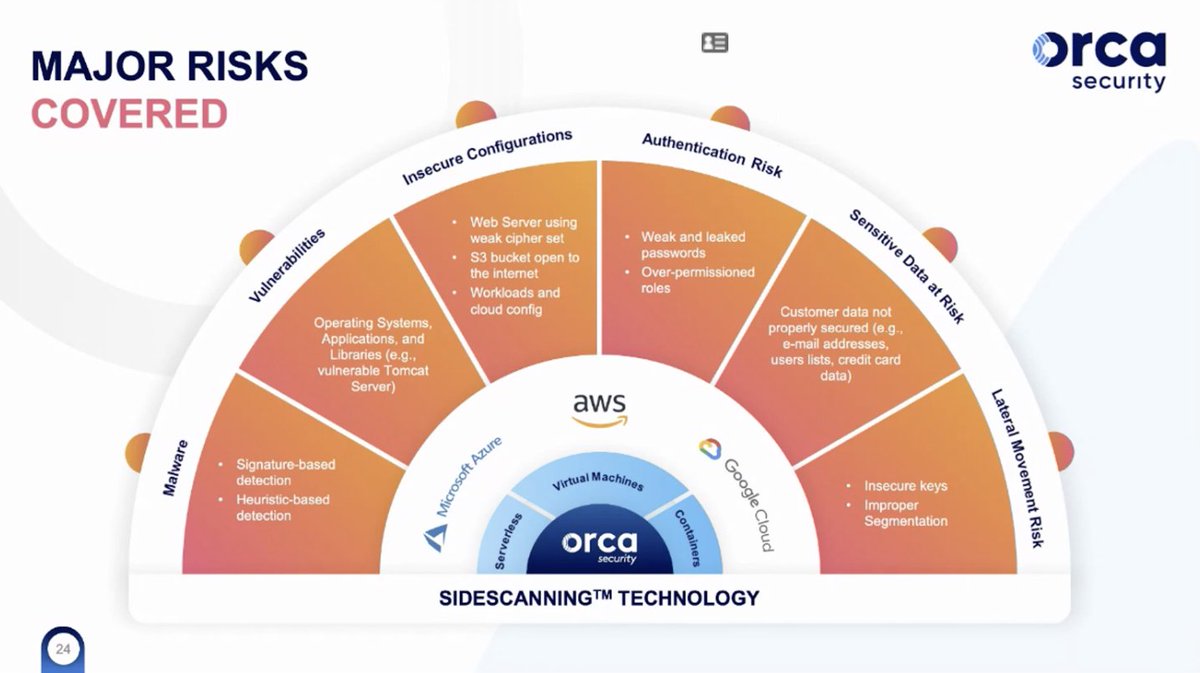 MAJOR RISKS
COVERED
orca
security
Malware
• Signature-based
detection
• Heuristic-based
detection
Vulnerabilities
Operating Systems,
Applications, and
Libraries (e.g.,
vulnerable Tomcat
Server)
Insecure Configurations
• Web Server using
weak cipher set
• S3 bucket open to
the internet
• Workloads and
cloud config
Authentication Risk
• Weak and leaked
passwords
• Over-permissioned
roles
Sensitive Data at Risk
Customer data not
properly secured (e.g.,
e-mail addresses,
users lists, credit card
data)
Lateral Movement Risk
• Insecure keys
• Improper
Segmentation
Microsoft Azure
aws
Google Cloud
Serverless
Virtual Machines
Containers
orca
security
SIDESCANNING™ TECHNOLOGY
24